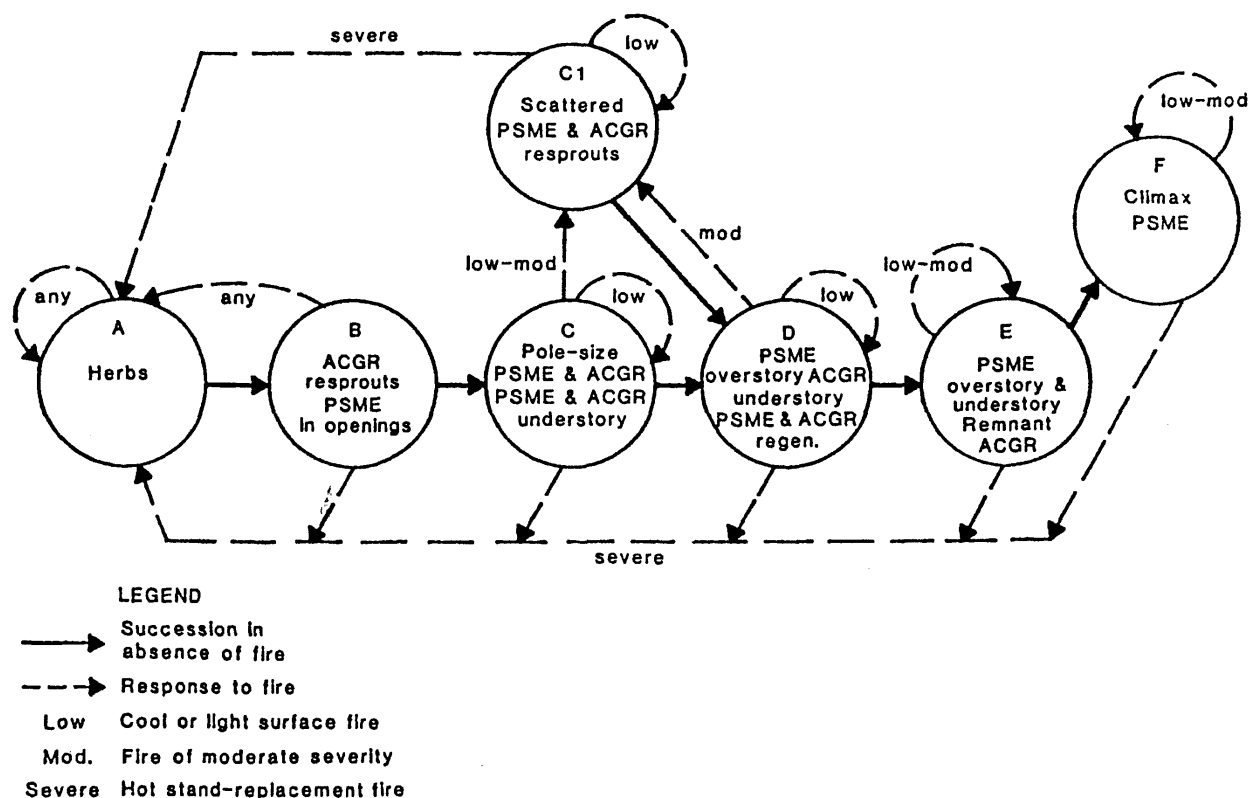 severe
low
C1
Scattered
PSME & ACGR
resprouts
low-mod
F
Climax
PSME
mod
low-mod
low
low
low-mod
any
any
A
Herbs
B
ACGR
resprouts
PSME
in openings
C
Pole-size
PSME & ACGR
PSME & ACGR
understory
D
PSME
overstory ACGR
understory
PSME & ACGR
regen.
E
PSME
overstory &
understory
Remnant
ACGR
severe
LEGEND
Succession in
absence of fire
Response to fire
Low Cool or light surface fire
Mod. Fire of moderate severity
Severe Hot stand-replacement fire